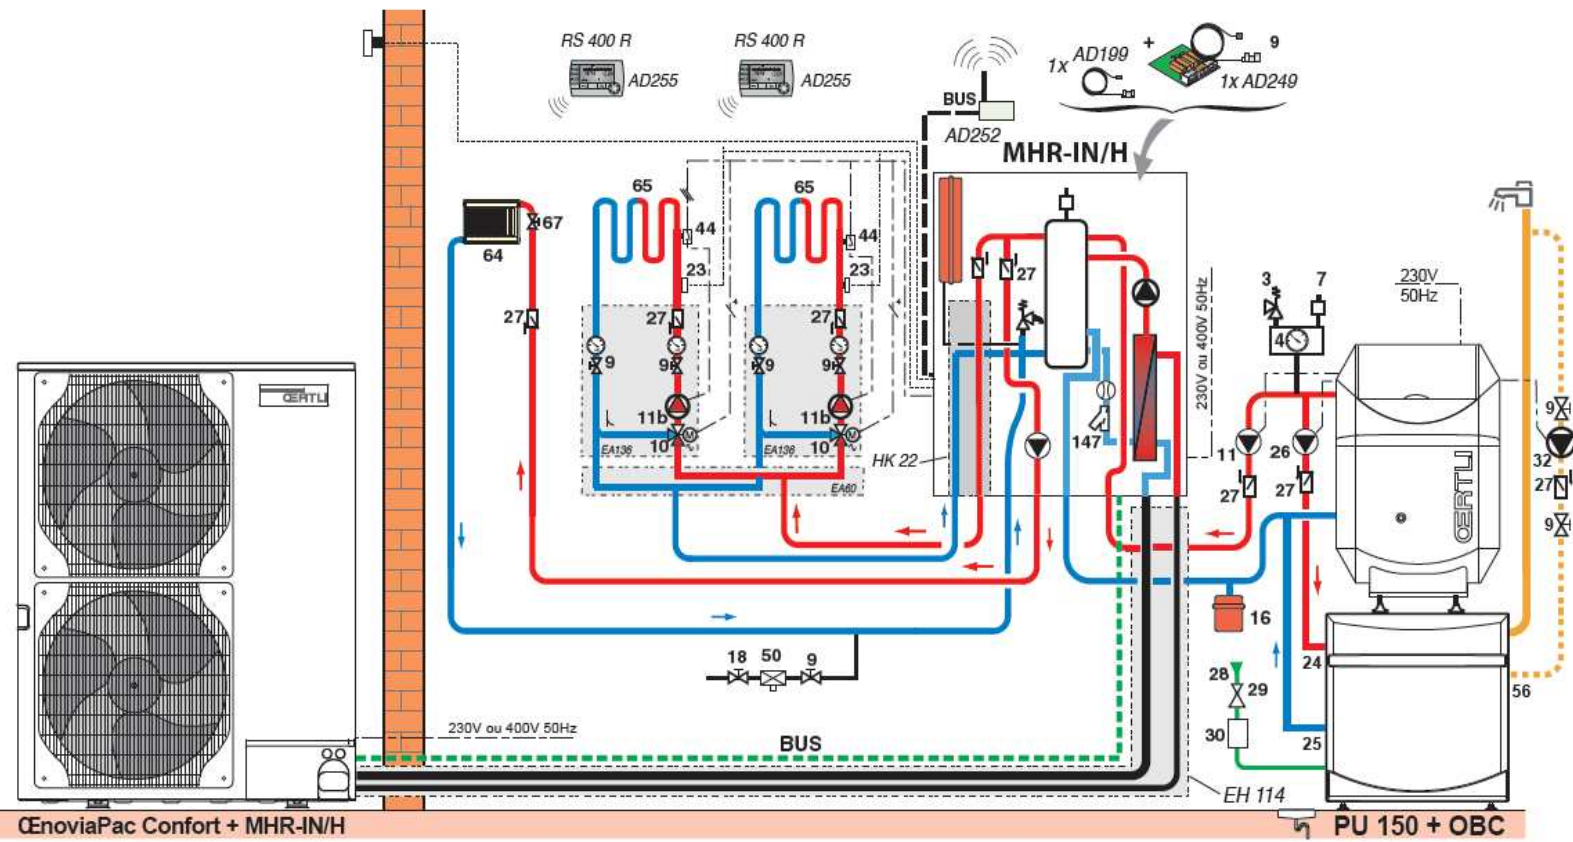 RS 400 R
AD255
RS 400 R
AD255
BUS
AD252
1x AD199
+
9
1x AD249
MHR-IN/H
64
67
27
65
44
23
27
9
9
11b
10
M
EA136
65
44
23
27
9
9
11b
10
M
EA136
EA60
HK 22
27
147
230V ou 400V 50Hz
3
7
4
11
26
27
27
230V
50Hz
ŒRTLI
ŒRTLI
9
32
27
9
16
24
25
28
29
30
56
18
50
9
230V ou 400V 50Hz
BUS
EH 114
ŒnoviaPac Confort + MHR-IN/H
PU 150 + OBC